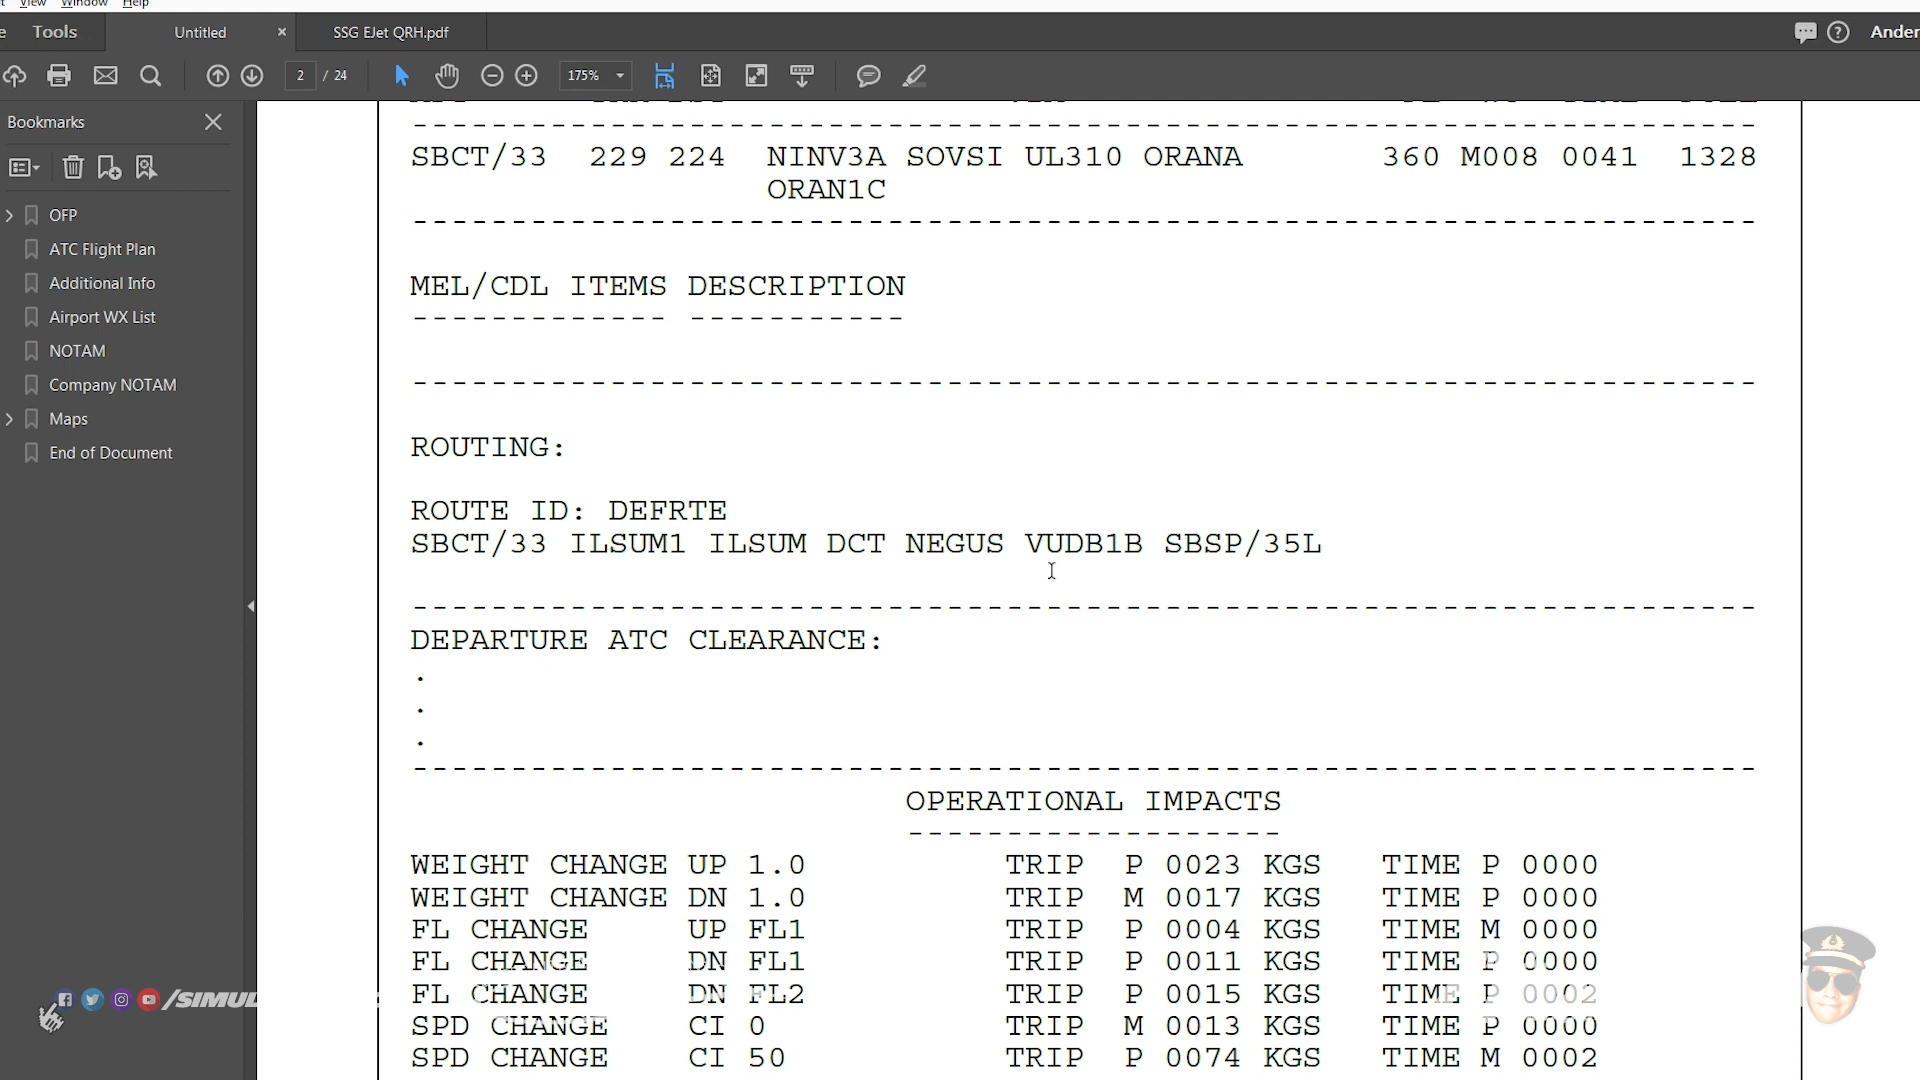 View Window Help
Tools Untitled × SSG EJet QRH.pdf Ander
2 / 24 175%
Bookmarks
OFP
ATC Flight Plan
Additional Info
Airport WX List
NOTAM
Company NOTAM
Maps
End of Document
SBCT/33 229 224 NINV3A SOVSI UL310 ORANA 360 M008 0041 1328
ORAN1C
MEL/CDL ITEMS DESCRIPTION
ROUTING:
ROUTE ID: DEFRTE
SBCT/33 ILSUM1 ILSUM DCT NEGUS VUDB1B SBSP/35L
DEPARTURE ATC CLEARANCE:
.
.
.
OPERATIONAL IMPACTS
WEIGHT CHANGE UP 1.0 TRIP P 0023 KGS TIME P 0000
WEIGHT CHANGE DN 1.0 TRIP M 0017 KGS TIME P 0000
FL CHANGE UP FL1 TRIP P 0004 KGS TIME M 0000
FL CHANGE DN FL1 TRIP P 0011 KGS TIME P 0000
FL CHANGE DN FL2 TRIP P 0015 KGS TIME P 0002
SPD CHANGE CI 0 TRIP M 0013 KGS TIME P 0000
SPD CHANGE CI 50 TRIP P 0074 KGS TIME M 0002
/SIMUL